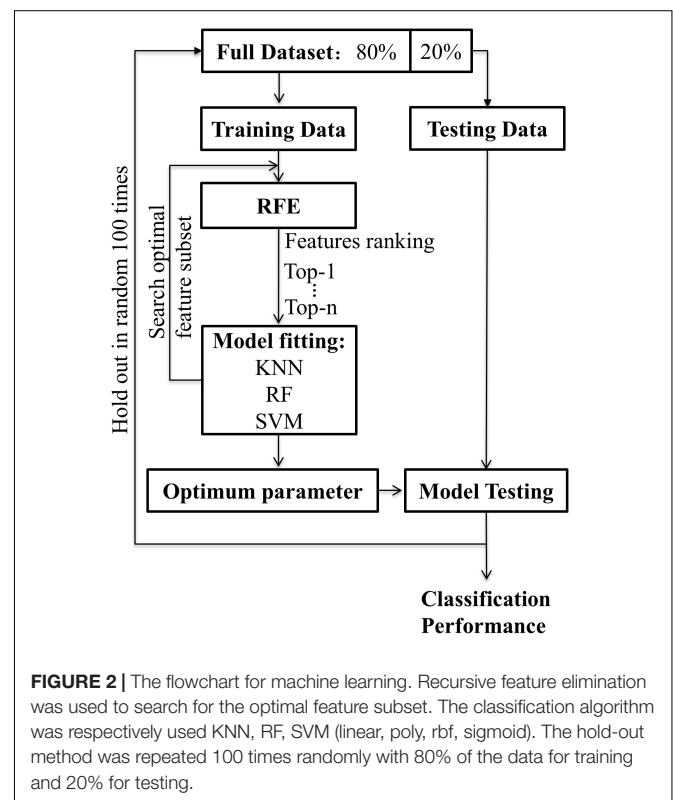 Full Dataset: 80%
20%
Training Data
Testing Data
RFE
Features ranking
Top-1
⋮
Top-n
Search optimal
feature subset
Hold out in random 100 times
Model fitting:
KNN
RF
SVM
Optimum parameter
Model Testing
Classification
Performance
FIGURE 2 | The flowchart for machine learning. Recursive feature elimination
was used to search for the optimal feature subset. The classification algorithm
was respectively used KNN, RF, SVM (linear, poly, rbf, sigmoid). The hold-out
method was repeated 100 times randomly with 80% of the data for training
and 20% for testing.